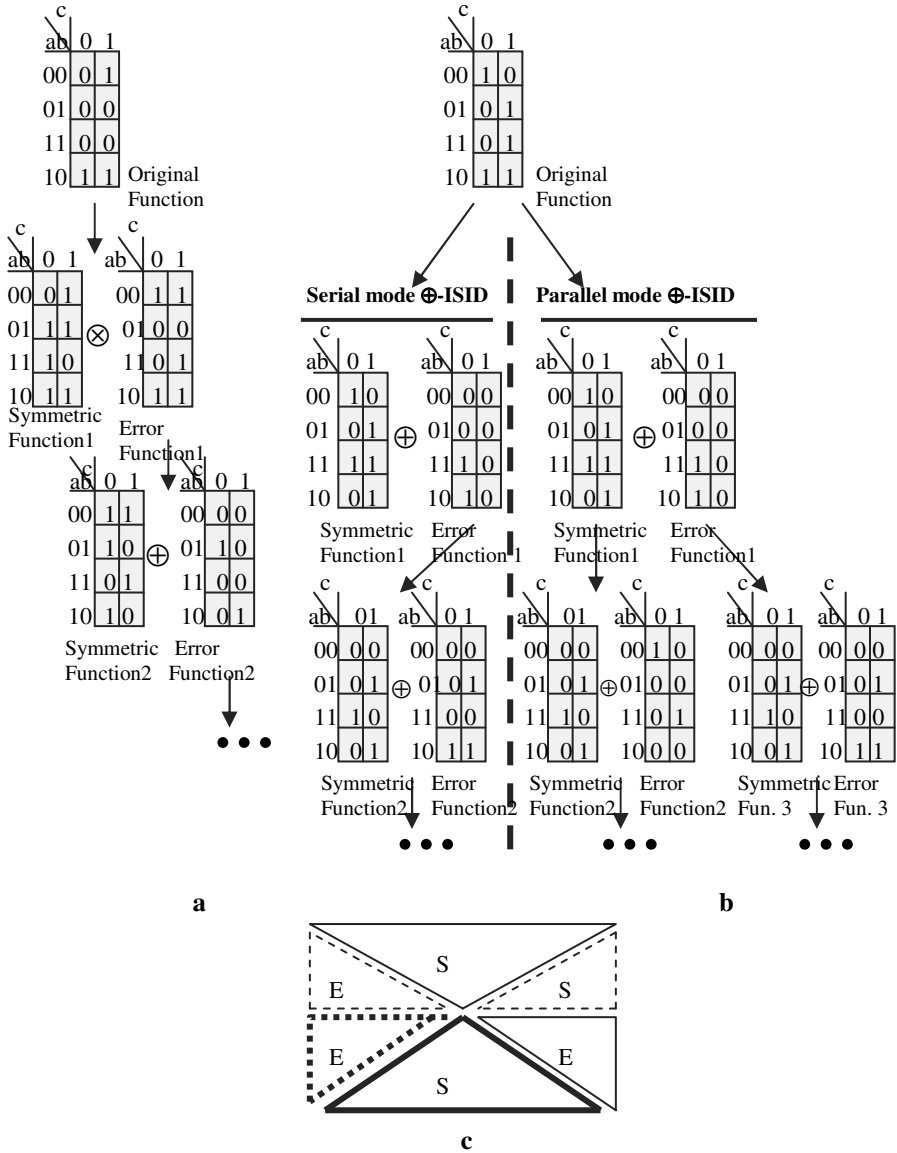 c
ab 0 1
00 0 1
01 0 0
11 0 0
10 1 1
Original
Function
c
ab 0 1
00 0 1
01 1 1
11 1 0
10 1 1
Symmetric
Function1
⊗
ab 0 1
00 1 1
01 0 0
11 0 1
10 1 1
Error
Function1
c
ab 0 1
00 1 1
01 1 0
11 0 1
10 1 0
Symmetric
Function2
⊕
c
ab 0 1
00 0 0
01 1 0
11 0 0
10 0 1
Error
Function2
• • •
a
c
ab 0 1
00 1 0
01 0 1
11 0 1
10 1 1
Original
Function
Serial mode ⊕-ISID
c
ab 0 1
00 1 0
01 0 1
11 1 1
10 0 1
Symmetric
Function1
⊕
c
ab 0 1
00 0 0
01 0 0
11 1 0
10 1 0
Error
Function 1
c
ab 01
00 0 0
01 0 1
11 1 0
10 0 1
Symmetric
Function2
⊕
c
ab 0 1
00 0 0
01 0 1
11 0 0
10 1 1
Error
Function2
• • •
Parallel mode ⊕-ISID
c
ab 0 1
00 1 0
01 0 1
11 1 1
10 0 1
Symmetric
Function1
⊕
c
ab 0 1
00 0 0
01 0 0
11 1 0
10 1 0
Error
Function1
c
ab 01
00 0 0
01 0 1
11 1 0
10 0 1
Symmetric
Function2
⊕
c
ab 0 1
00 1 0
01 0 0
11 0 1
10 0 0
Error
Function2
• • •
c
ab 0 1
00 0 0
01 0 1
11 1 0
10 0 1
Symmetric
Fun. 3
⊕
c
ab 0 1
00 0 0
01 0 1
11 0 0
10 1 1
Error
Fun. 3
• • •
b
S
E
S
E
E
S
c